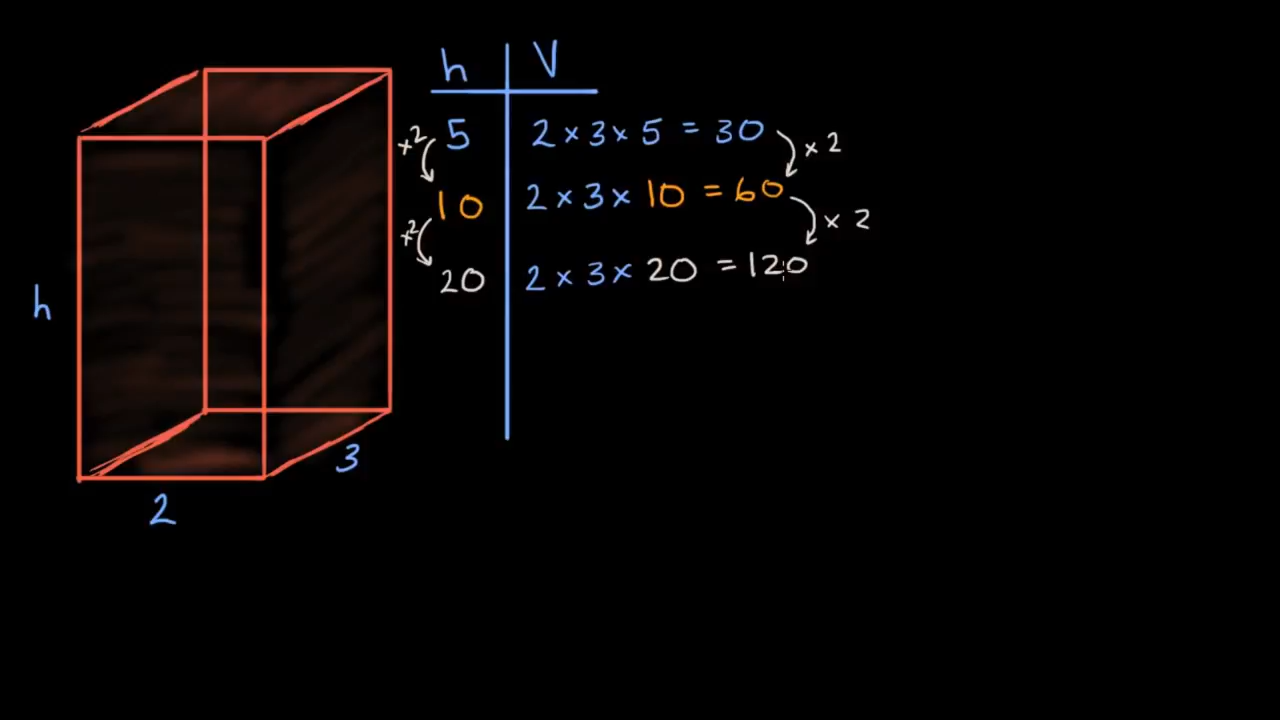 h V
×2 5 2 × 3 × 5 = 30 × 2
10 2 × 3 × 10 = 60
×2 × 2
20 2 × 3 × 20 = 120
h
3
2